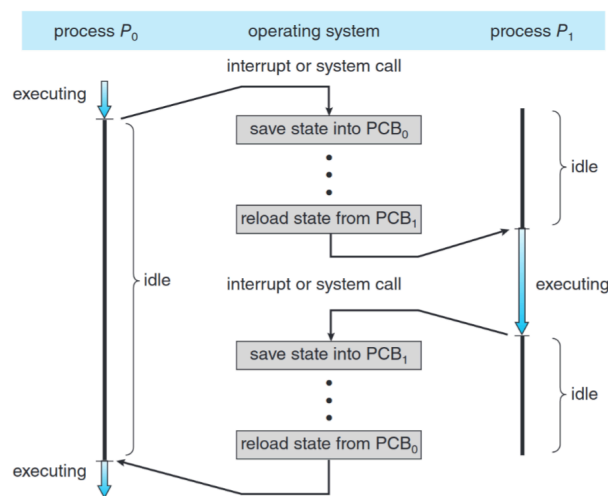 process P₀ operating system process P₁
interrupt or system call
executing
save state into PCB₀
idle
reload state from PCB₁
idle
interrupt or system call
executing
save state into PCB₁
idle
reload state from PCB₀
executing